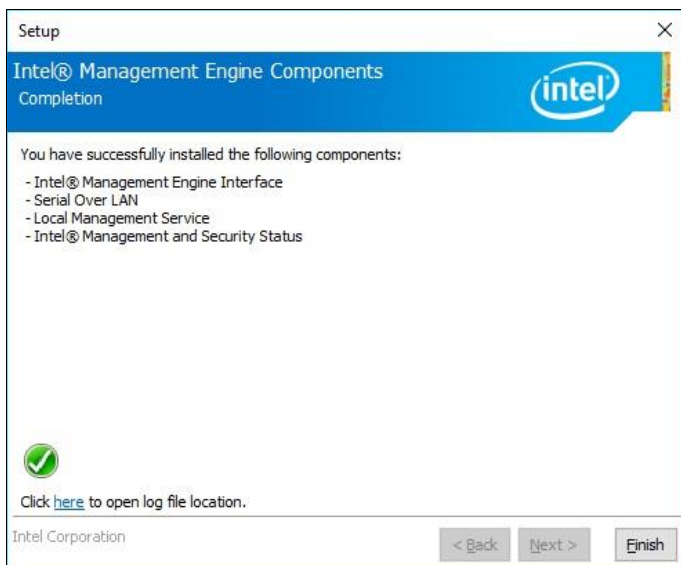 Setup
Intel® Management Engine Components
Completion
intel
You have successfully installed the following components:
- Intel® Management Engine Interface
- Serial Over LAN
- Local Management Service
- Intel® Management and Security Status
Click here to open log file location.
Intel Corporation
< Back Next > Finish